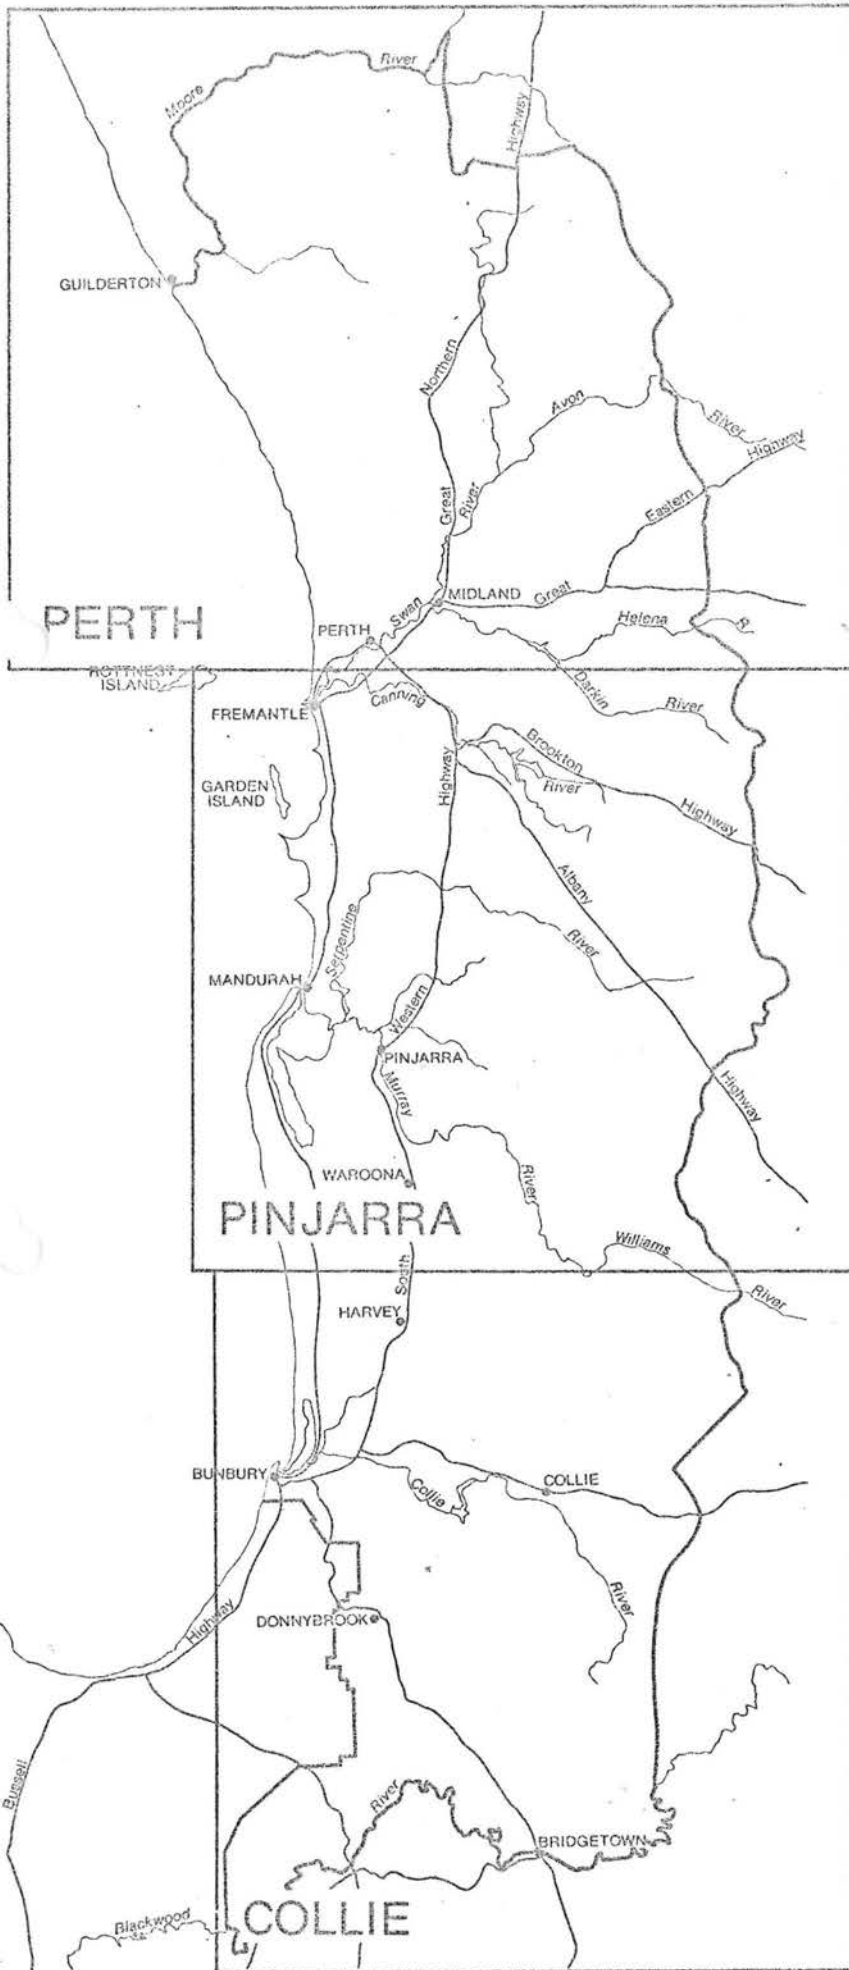 River
Moore
Highway
GUILDERTON
Northern
Avon
River
Highway
Great
River
Eastern
MIDLAND
Great
Swan
PERTH
PERTH
Helena
R.
ROTTNEST
ISLAND
Darkin
River
Canning
FREMANTLE
Brookton
River
Highway
GARDEN
ISLAND
Highway
Albany
Serpentine
River
MANDURAH
Western
PINJARRA
Murray
Highway
WAROONA
River
PINJARRA
Williams
River
South
HARVEY
BUNBURY
Collie
COLLIE
River
Highway
DONNYBROOK
Bussell
River
BRIDGETOWN
COLLIE
Blackwood